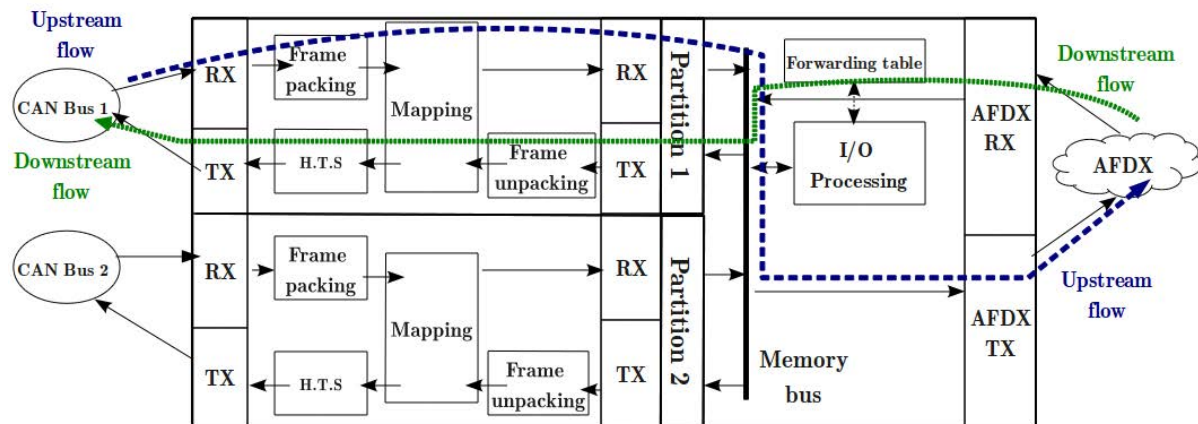 Upstream
flow
CAN Bus 1
Downstream
flow
RX
Frame
packing
Mapping
RX
TX
H.T.S
Frame
unpacking
TX
Partition 1
Forwarding table
I/O
Processing
AFDX
RX
Downstream
flow
AFDX
Upstream
flow
CAN Bus 2
RX
Frame
packing
Mapping
RX
TX
H.T.S
Frame
unpacking
TX
Partition 2
Memory
bus
AFDX
TX